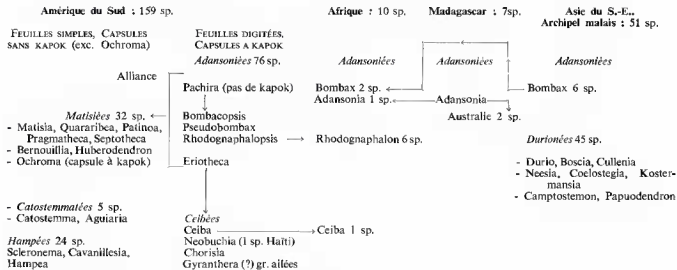 Amérique du Sud : 159 sp.
Afrique : 10 sp.
Madagascar : 7sp.
Asie du S.-E.,
Archipel malais : 51 sp.
FEUILLES SIMPLES, CAPSULES
SANS KAPOK (exc. Ochroma)
FEUILLES DIGITÉES,
CAPSULES A KAPOK
Adansoniées 76 sp.
Adansoniées
Adansoniées
Adansoniées
Alliance
Pachira (pas de kapok)
Bombax 2 sp.
Bombax 6 sp.
Adansonia 1 sp.
Adansonia
Australie 2 sp.
Matisiées 32 sp.
- Matisia, Quararibea, Patinoa,
Pragmatheca, Septotheca
- Bernouillia, Huberodendron
- Ochroma (capsule à kapok)
Bombacopsis
Pseudobombax
Rhodognaphalopsis
Rhodognaphalon 6 sp.
Eriotheca
Durionées 45 sp.
- Durio, Boscia, Cullenia
- Neesia, Coelostegia, Koster-
mansia
- Camptostemon, Papuodendron
- Catostemmatées 5 sp.
- Catostemma, Aguiaria
Hampées 24 sp.
Scleronema, Cavanillesia,
Hampea
Ceibées
Ceiba
Ceiba 1 sp.
Neobuchia (1 sp. Haïti)
Chorisia
Gyranthera (?) gr. ailées